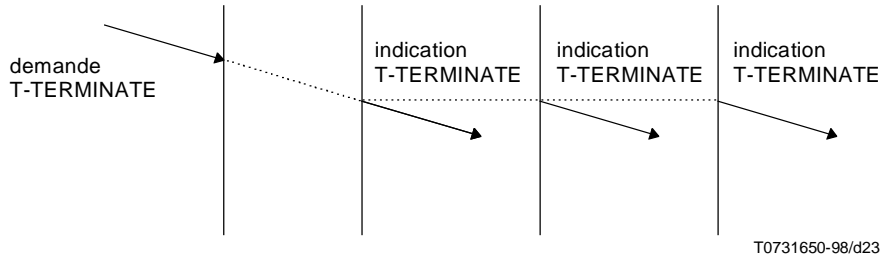 demande
T-TERMINATE
indication
T-TERMINATE
indication
T-TERMINATE
indication
T-TERMINATE
T0731650-98/d23